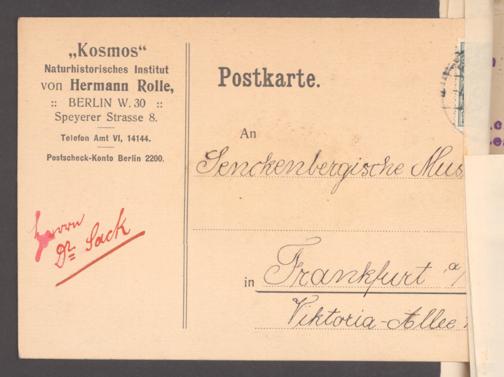 „Kosmos“
Naturhistorisches Institut
von Hermann Rolle,
:: BERLIN W. 30 ::
Speyerer Strasse 8.
Telefon Amt VI, 14144.
Postscheck-Konto Berlin 2200.
Herrn
Dr. Sack
Postkarte.
An
Senckenbergische Mus
in Frankfurt a/
Viktoria-Allee